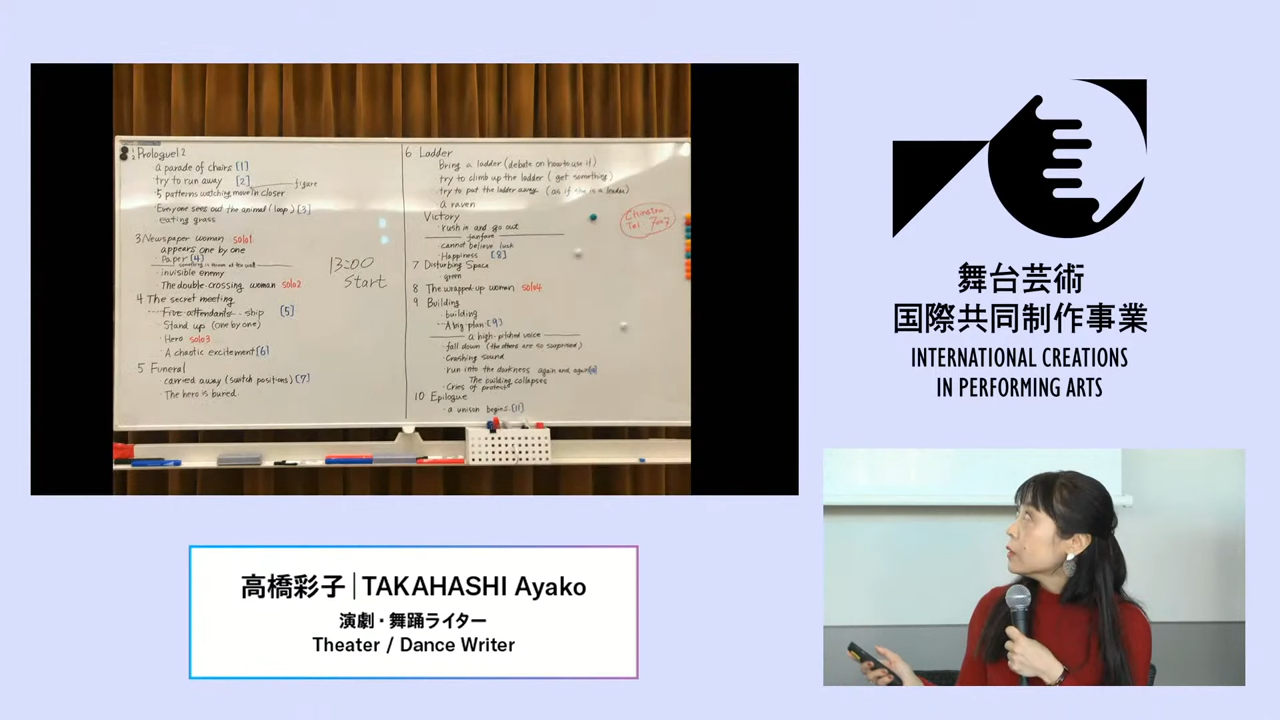 Prologue 1 2
· a parade of chairs [1]
try to run away [2]
figure
· 5 patterns watching move in closer
Everyone sees out the animal (loop) [3]
· eating grass
3 Newspaper woman solo1
appears one by one
· Paper [4]
something is thrown at the wall
· invisible enemy
· The double-crossing woman solo2
4 The secret meeting
Five attendants ship [5]
· Stand up (one by one)
· Hero solo3
· A chaotic excitement [6]
5 Funeral
· carried away (switch positions) [7]
· The hero is bured.
13:00
start
6 Ladder
Bring a ladder (debate on how to use it)
try to climb up the ladder (get something)
try to put the ladder away (as if she is a leader)
· a raven
Victory
· rush in and go out
fanfare
· cannot believe luck
· Happiness [8]
7 Disturbing Space
· green
8 The wrapped up woman solo4
9 Building
· building
· A big plan [9]
a high-pitched voice
· fall down (the others are so surprised)
· Crashing sound
run into the darkness again and again
The building collapses
· Cries of protect
10 Epilogue
· a unison begins [11]
舞台芸術
国際共同制作事業
INTERNATIONAL CREATIONS
IN PERFORMING ARTS
高橋彩子|TAKAHASHI Ayako
演劇・舞踊ライター
Theater / Dance Writer